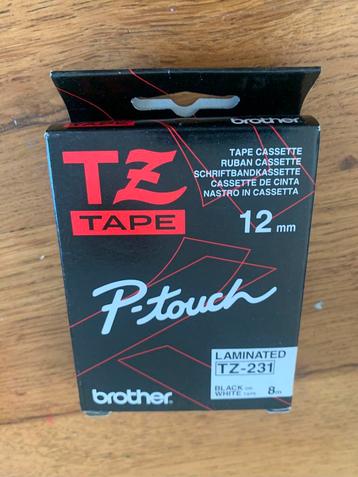 brother
TZ
TAPE
TAPE CASSETTE
RUBAN CASSETTE
SCHRIFTBANDKASSETTE
CASSETTE DE CINTA
NASTRO IN CASSETTA
12 mm
P-touch
LAMINATED
TZ-231
BLACK on
WHITE TAPE 8m
brother